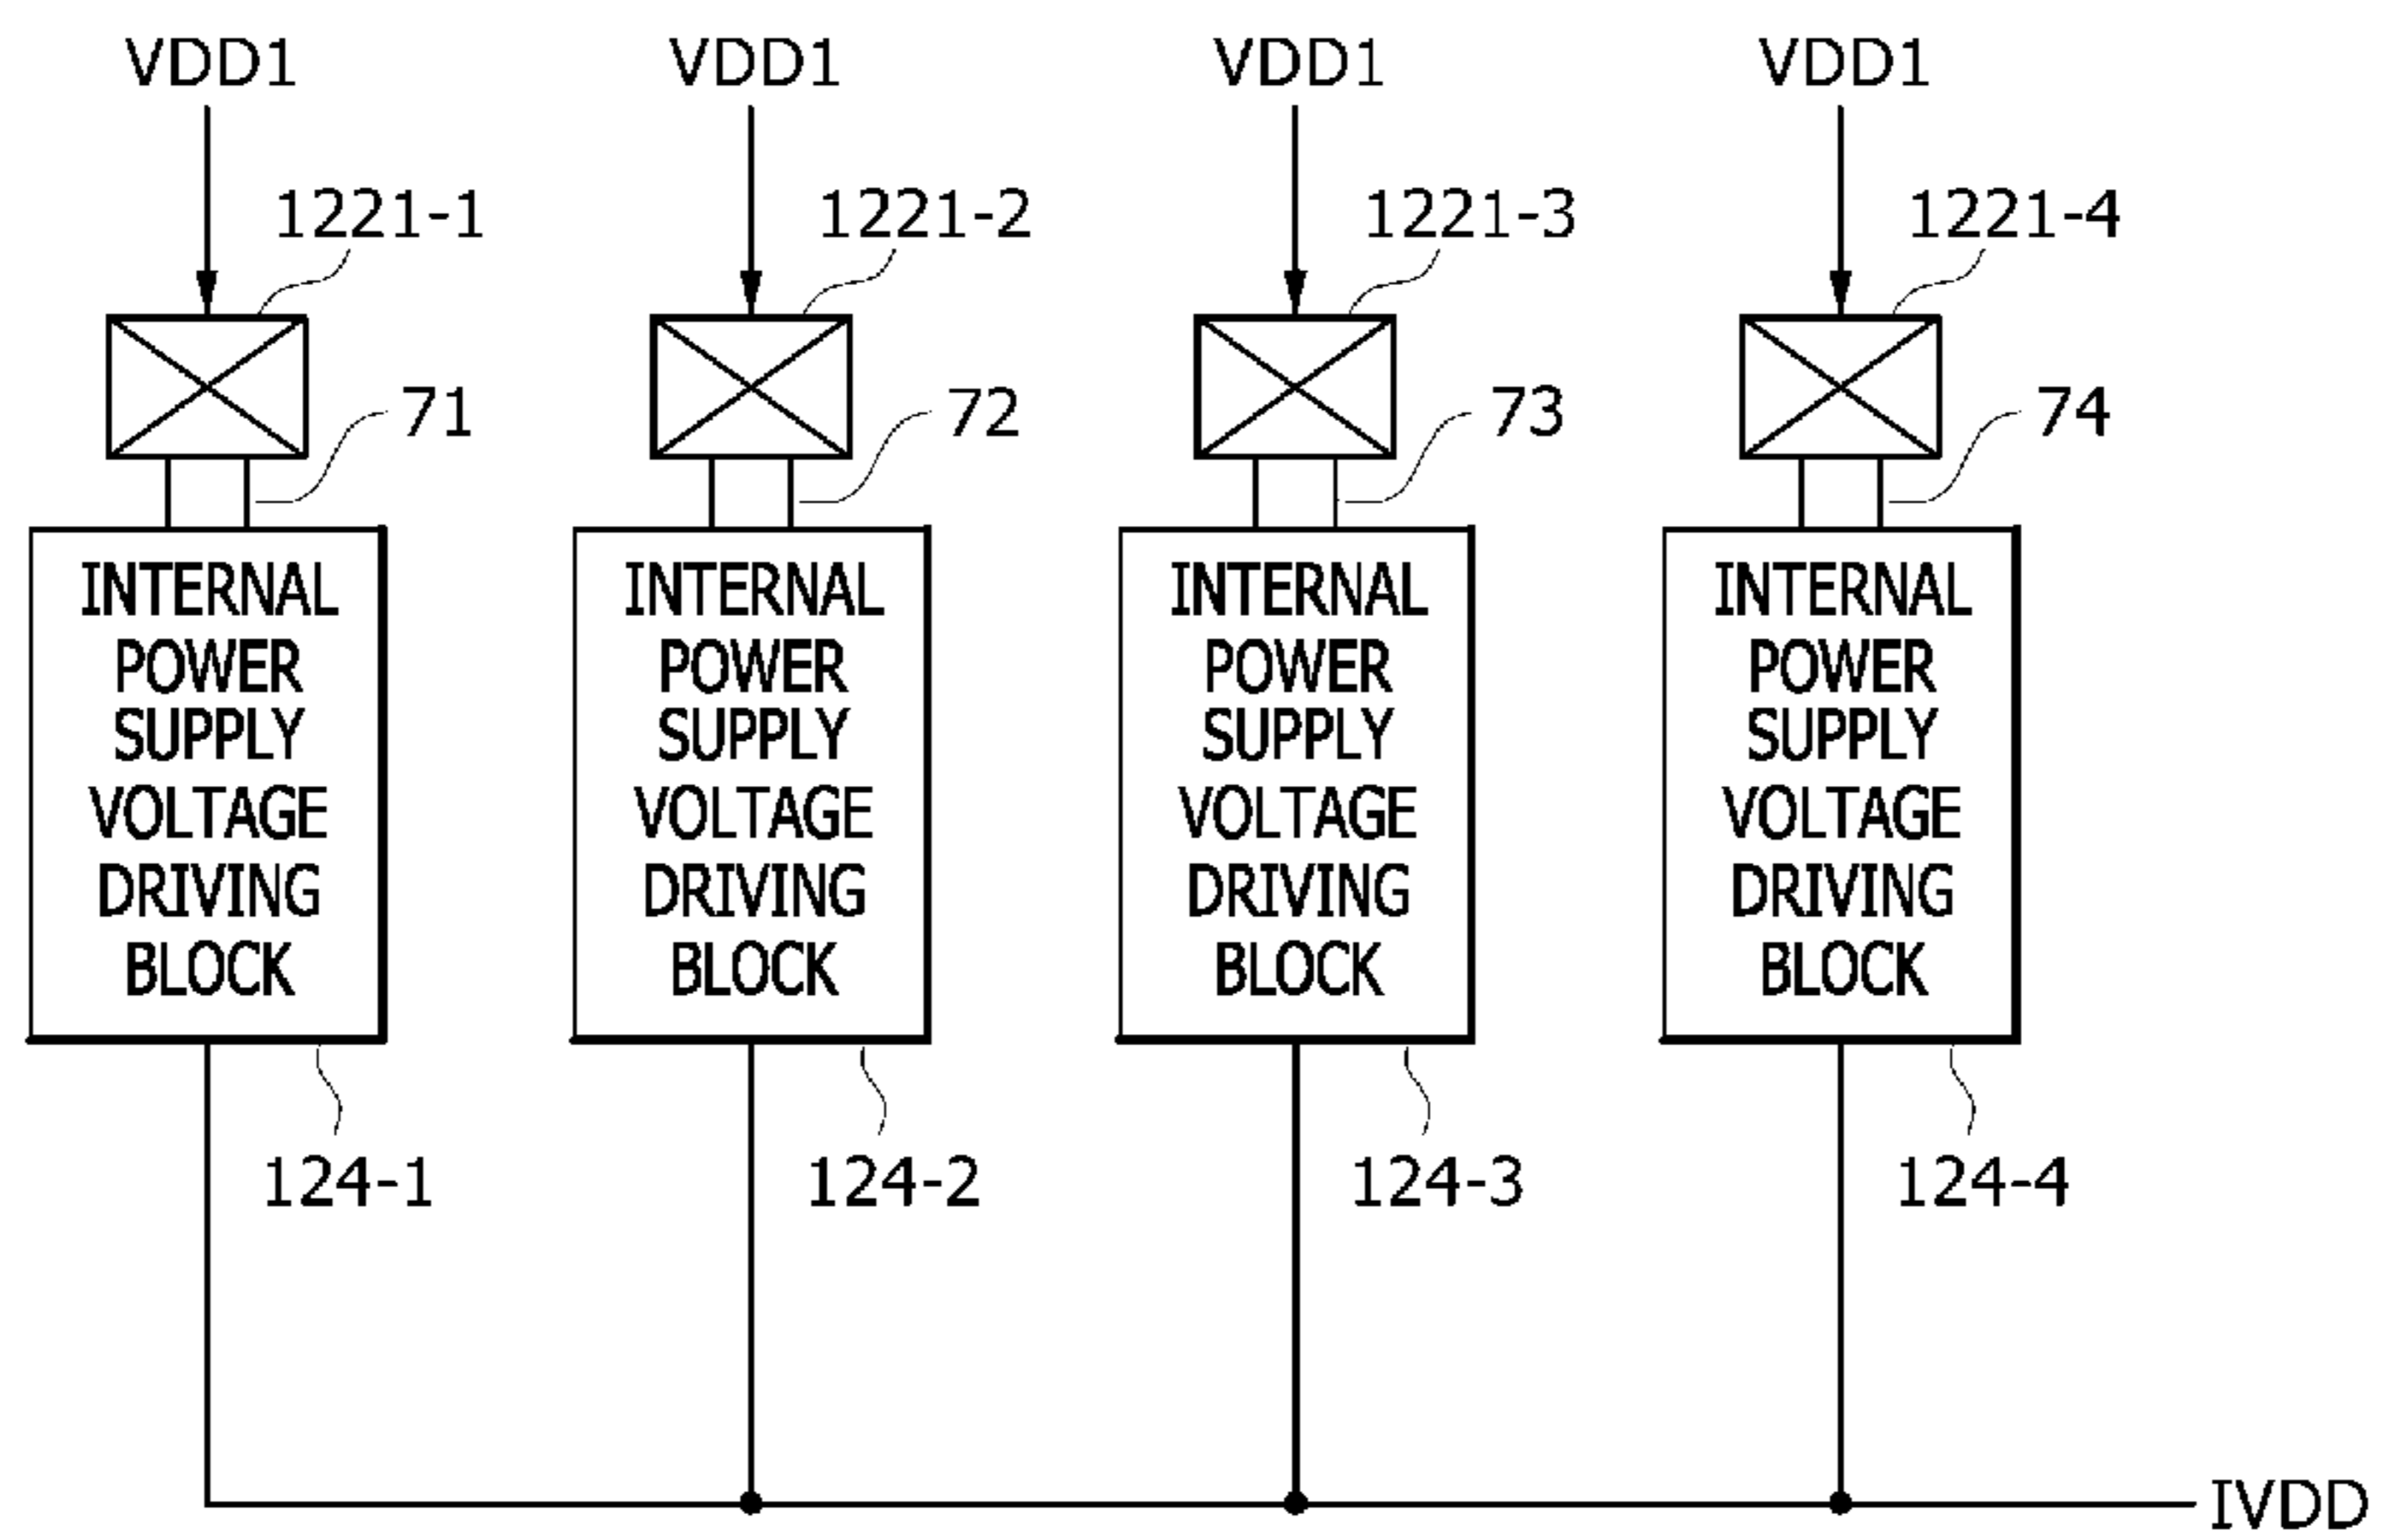 VDD1 VDD1 VDD1 VDD1
1221-1 1221-2 1221-3 1221-4
71 72 73 74
INTERNAL INTERNAL INTERNAL INTERNAL
POWER POWER POWER POWER
SUPPLY SUPPLY SUPPLY SUPPLY
VOLTAGE VOLTAGE VOLTAGE VOLTAGE
DRIVING DRIVING DRIVING DRIVING
BLOCK BLOCK BLOCK BLOCK
124-1 124-2 124-3 124-4
IVDD